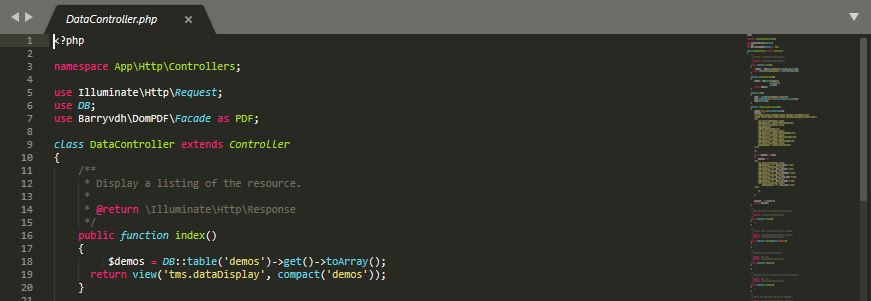 DataController.php
1 <?php
2
3 namespace App\Http\Controllers;
4
5 use Illuminate\Http\Request;
6 use DB;
7 use Barryvdh\DomPDF\Facade as PDF;
8
9 class DataController extends Controller
10 {
11 /**
12 * Display a listing of the resource.
13 *
14 * @return \Illuminate\Http\Response
15 */
16 public function index()
17 {
18 $demos = DB::table('demos')->get()->toArray();
19 return view('tms.dataDisplay', compact('demos'));
20 }
21